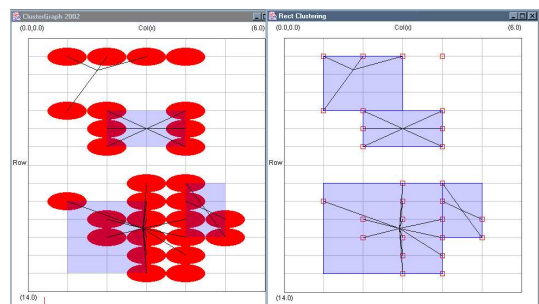 ClusterGraph 2002
(0.0,0.0)
Col(x)
(6.0)
Row
(14.0)
Rect Clustering
(0.0,0.0)
Col(x)
(6.0)
Row
(14.0)